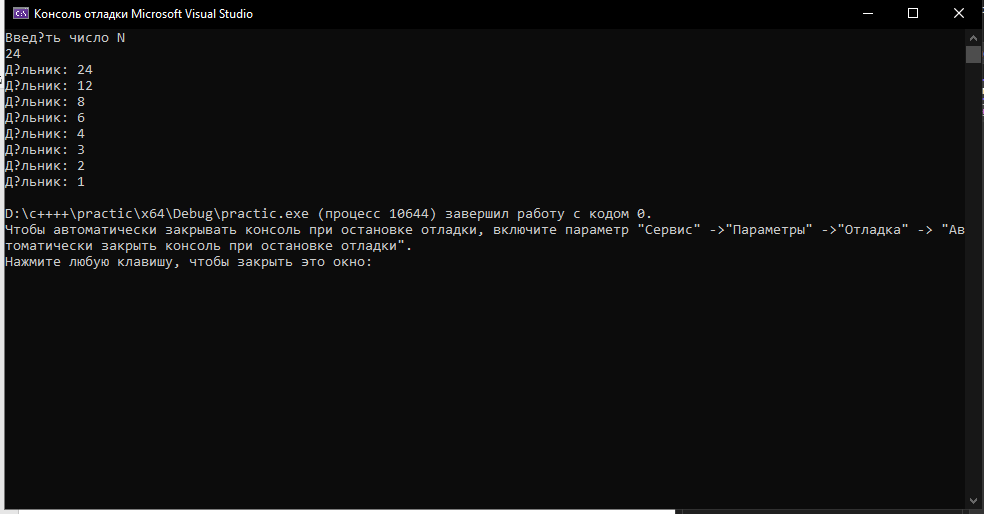 Консоль отладки Microsoft Visual Studio
Введ?ть число N
24
Д?льник: 24
Д?льник: 12
Д?льник: 8
Д?льник: 6
Д?льник: 4
Д?льник: 3
Д?льник: 2
Д?льник: 1
D:\c++++\practic\x64\Debug\practic.exe (процесс 10644) завершил работу с кодом 0.
Чтобы автоматически закрывать консоль при остановке отладки, включите параметр "Сервис" ->"Параметры" ->"Отладка" -> "Ав
томатически закрыть консоль при остановке отладки".
Нажмите любую клавишу, чтобы закрыть это окно: